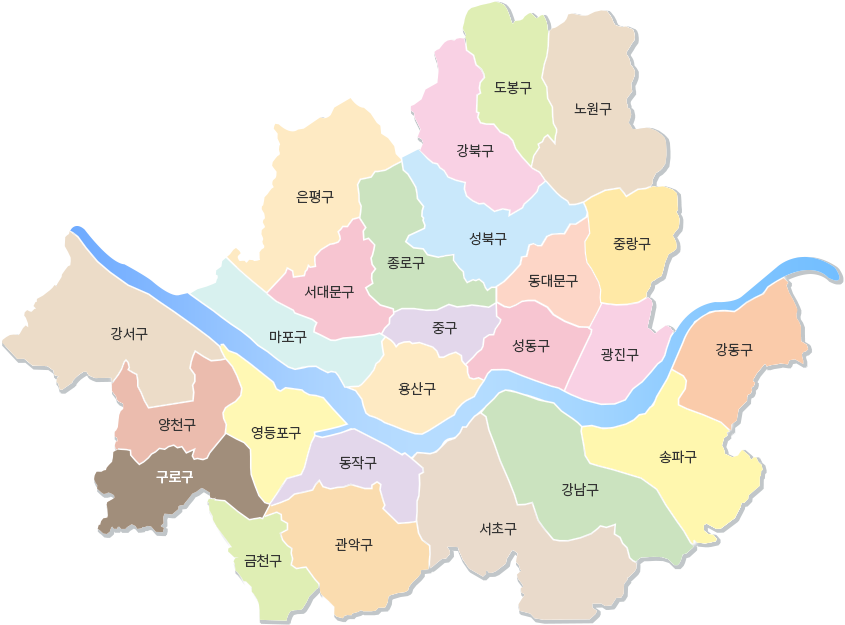 도봉구
노원구
강북구
은평구
성북구
중랑구
종로구
동대문구
서대문구
중구
강서구
마포구
성동구
광진구
강동구
용산구
양천구
영등포구
송파구
동작구
구로구
강남구
서초구
관악구
금천구